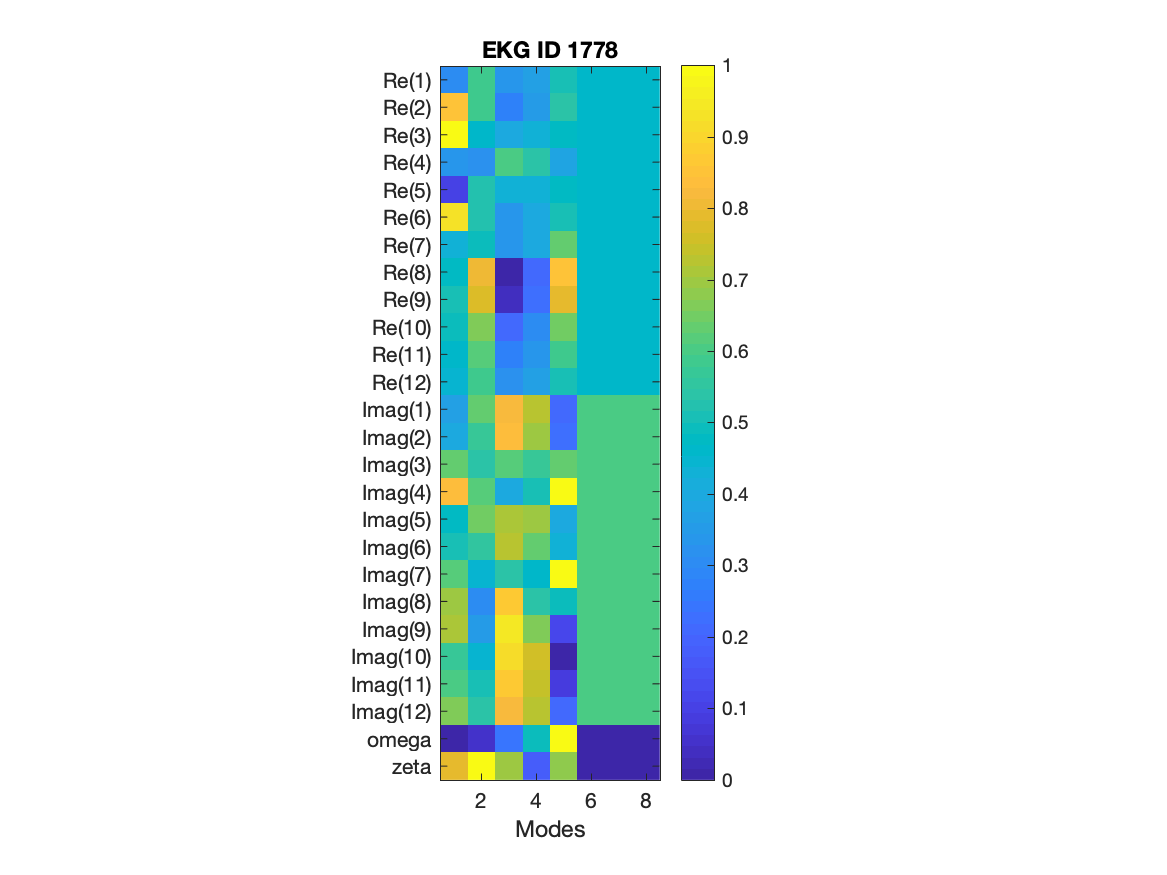 EKG ID 1778
Re(1)
Re(2)
Re(3)
Re(4)
Re(5)
Re(6)
Re(7)
Re(8)
Re(9)
Re(10)
Re(11)
Re(12)
Imag(1)
Imag(2)
Imag(3)
Imag(4)
Imag(5)
Imag(6)
Imag(7)
Imag(8)
Imag(9)
Imag(10)
Imag(11)
Imag(12)
omega
zeta
2 4 6 8
Modes
1
0.9
0.8
0.7
0.6
0.5
0.4
0.3
0.2
0.1
0